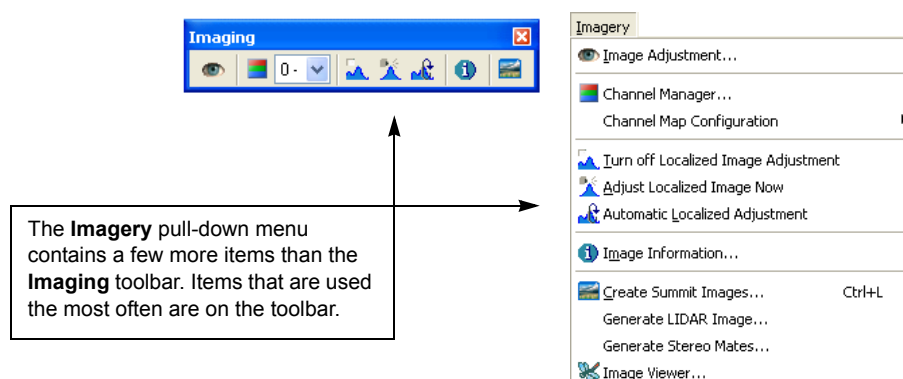 Imaging
0 -
The Imagery pull-down menu
contains a few more items than the
Imaging toolbar. Items that are used
the most often are on the toolbar.
Imagery
Image Adjustment...
Channel Manager...
Channel Map Configuration
Turn off Localized Image Adjustment
Adjust Localized Image Now
Automatic Localized Adjustment
Image Information...
Create Summit Images... Ctrl+L
Generate LIDAR Image...
Generate Stereo Mates...
Image Viewer...